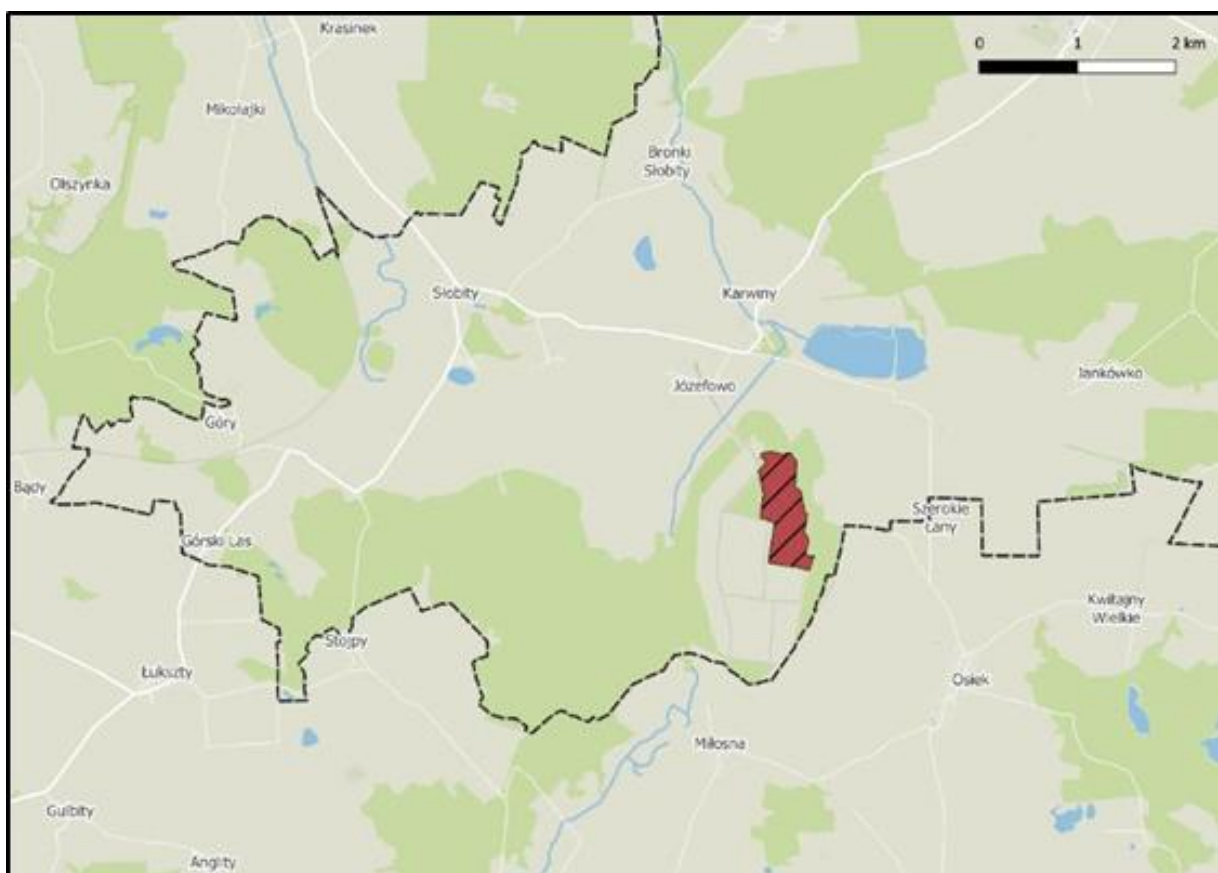 Krasinek
0 1 2 km
Mikołajki
Bronki
Słobity
Olszynka
Słobity
Karwiny
Józefowo
Jankówko
Góry
Bądy
Szerokie
Łany
Górski Las
Kwitajny
Wielkie
Stojpy
Łukszty
Osiek
Miłosna
Gulbity
Anglity